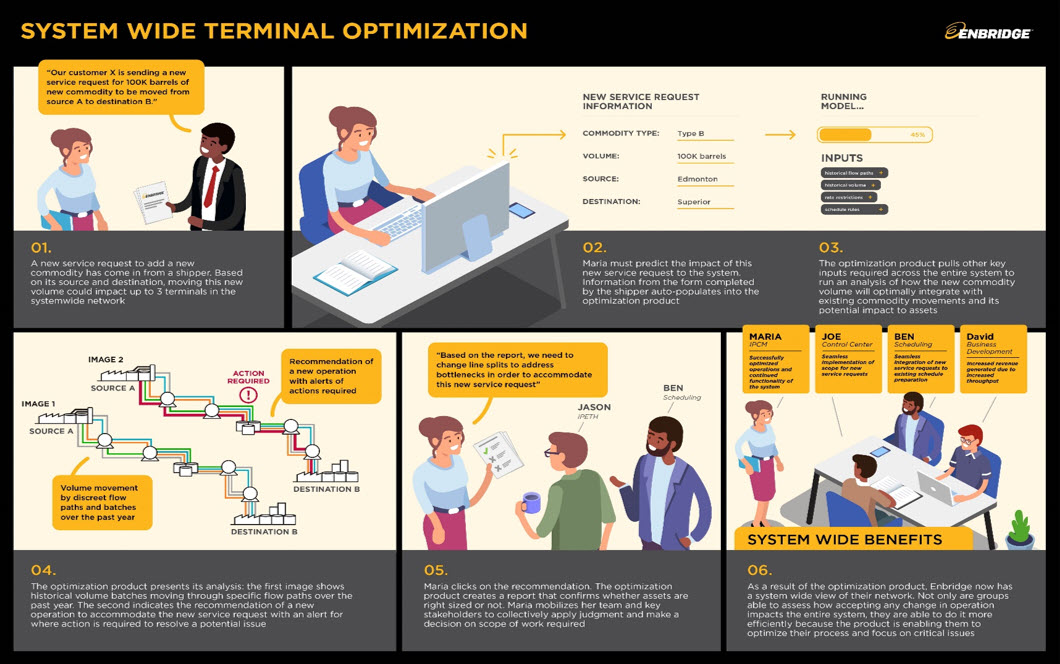 SYSTEM WIDE TERMINAL OPTIMIZATION
ENBRIDGE
"Our customer X is sending a new
service request for 100K barrels of
new commodity to be moved from
source A to destination B."
ENBRIDGE
01.
A new service request to add a new
commodity has come in from a shipper. Based
on its source and destination, moving this new
volume could impact up to 3 terminals in the
systemwide network
NEW SERVICE REQUEST
INFORMATION
COMMODITY TYPE: Type B
VOLUME: 100K barrels
SOURCE: Edmonton
DESTINATION: Superior
RUNNING
MODEL...
45%
INPUTS
historical flow paths +
historical volume +
rate restrictions +
schedule rules +
02.
Maria must predict the impact of this
new service request to the system.
Information from the form completed
by the shipper auto-populates into the
optimization product
03.
The optimization product pulls other key
inputs required across the entire system to
run an analysis of how the new commodity
volume will optimally integrate with
existing commodity movements and its
potential impact to assets
IMAGE 2
SOURCE A
IMAGE 1
SOURCE A
ACTION
REQUIRED
!
Recommendation of
a new operation
with alerts of
actions required
Volume movement
by discreet flow
paths and batches
over the past year
DESTINATION B
DESTINATION B
04.
The optimization product presents its analysis: the first image shows
historical volume batches moving through specific flow paths over the
past year. The second indicates the recommendation of a new
operation to accommodate the new service request with an alert for
where action is required to resolve a potential issue
"Based on the report, we need to
change line splits to address
bottlenecks in order to accommodate
this new service request"
JASON
IPETH
BEN
Scheduling
05.
Maria clicks on the recommendation. The optimization
product creates a report that confirms whether assets are
right sized or not. Maria mobilizes her team and key
stakeholders to collectively apply judgment and make a
decision on scope of work required
MARIA
IPCM
Successfully
optimized
operations and
continued
functionality of
the system
JOE
Control Center
Seamless
implementation of
scope for new
service requests
BEN
Scheduling
Seamless
integration of new
service requests to
existing schedule
preparation
David
Business
Development
Increased revenue
generated due to
increased
throughput
SYSTEM WIDE BENEFITS
06.
As a result of the optimization product, Enbridge now has
a system wide view of their network. Not only are groups
able to assess how accepting any change in operation
impacts the entire system, they are able to do it more
efficiently because the product is enabling them to
optimize their process and focus on critical issues